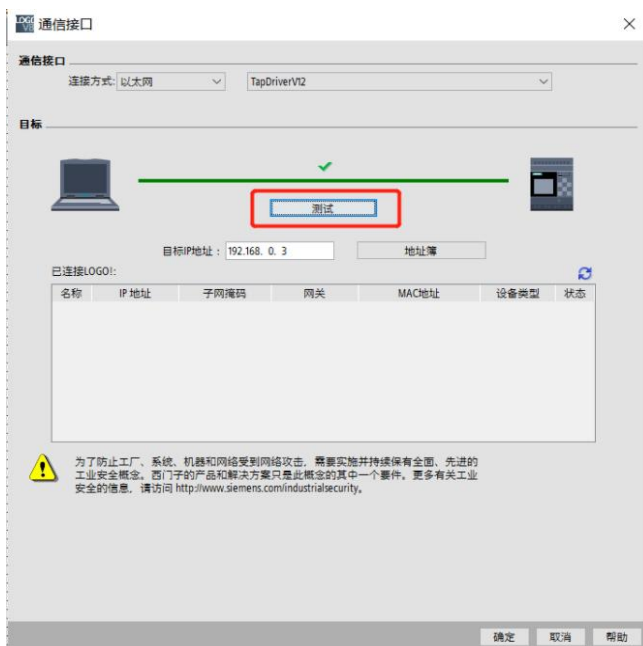 通信接口
通信接口
连接方式: 以太网 TapDriverV12
目标
测试
目标IP地址： 192.168. 0. 3 地址簿
已连接LOGO!:
名称 IP 地址 子网掩码 网关 MAC地址 设备类型 状态
为了防止工厂、系统、机器和网络受到网络攻击，需要实施并持续保有全面、先进的
工业安全概念。西门子的产品和解决方案只是此概念的其中一个要件。更多有关工业
安全的信息，请访问 http://www.siemens.com/industrialsecurity。
确定 取消 帮助